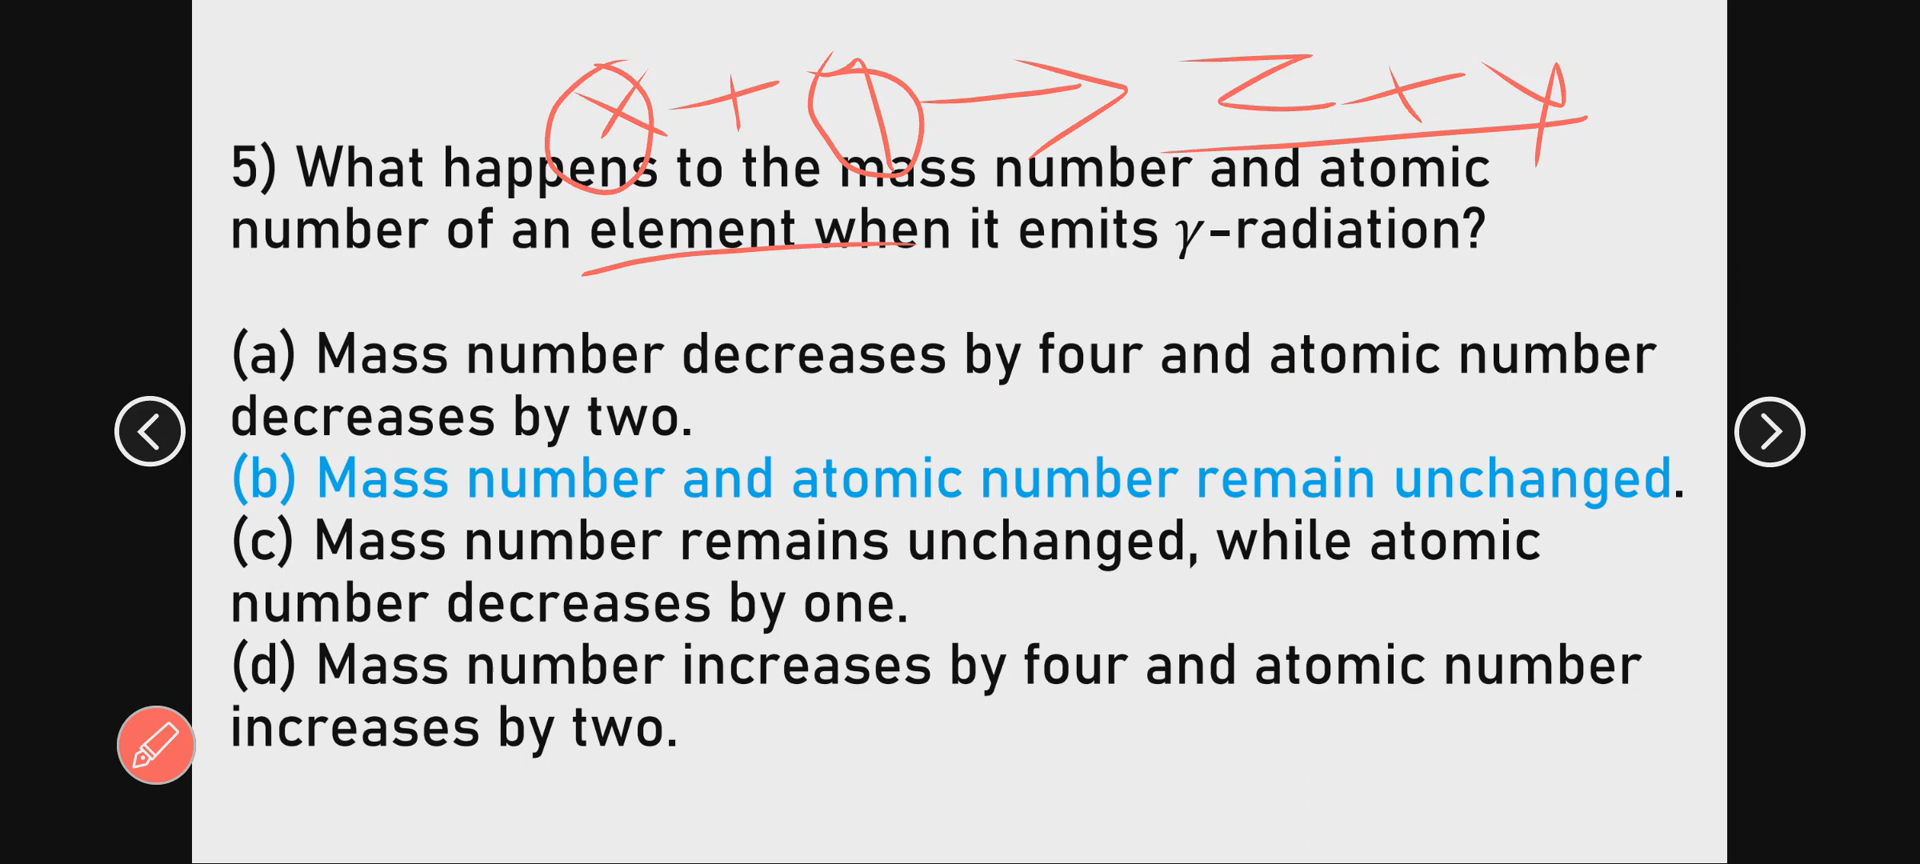 x + y → z + y
5) What happens to the mass number and atomic
number of an element when it emits γ-radiation?
(a) Mass number decreases by four and atomic number
decreases by two.
(b) Mass number and atomic number remain unchanged.
(c) Mass number remains unchanged, while atomic
number decreases by one.
(d) Mass number increases by four and atomic number
increases by two.